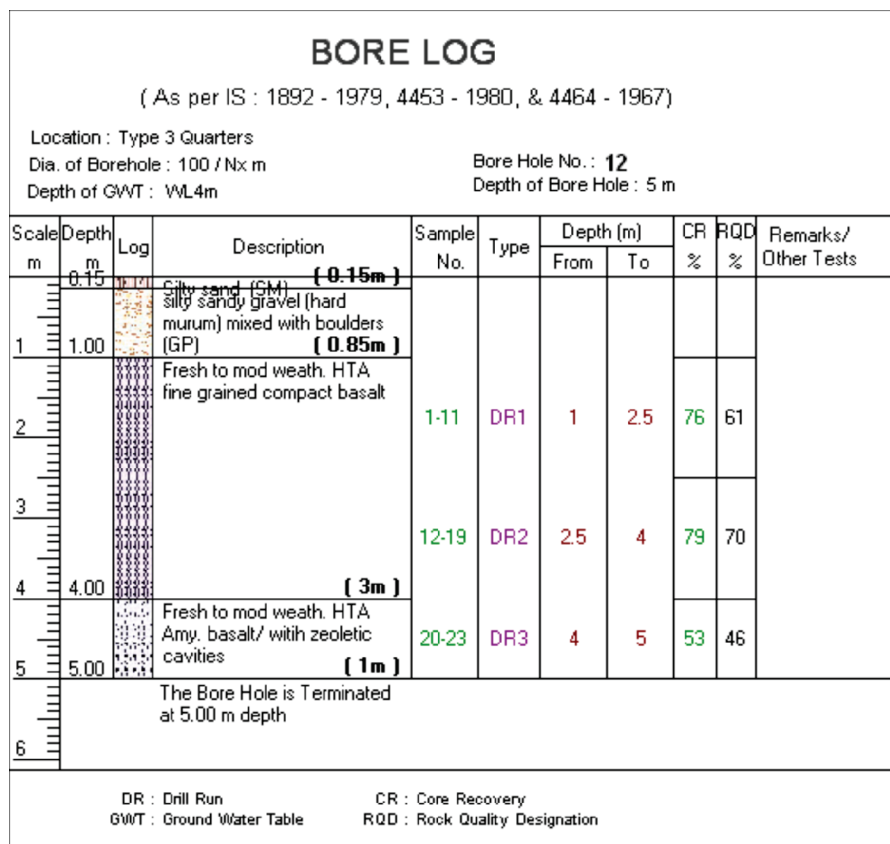 BORE LOG
( As per IS : 1892 - 1979, 4453 - 1980, & 4464 - 1967)
Location : Type 3 Quarters
Dia. of Borehole : 100 / Nx m
Bore Hole No. : 12
Depth of GWT : WL4m
Depth of Bore Hole : 5 m
Scale m Depth m Log Description Sample No. Type Depth (m) From To CR % RQD % Remarks/ Other Tests
0.15 Silty sand (SM) ( 0.15m )
silty sandy gravel (hard
murum) mixed with boulders
1 1.00 (GP) ( 0.85m )
Fresh to mod weath. HTA
fine grained compact basalt
2 1-11 DR1 1 2.5 76 61
3
12-19 DR2 2.5 4 79 70
4 4.00 ( 3m )
Fresh to mod weath. HTA
Amy. basalt/ witih zeoletic
20-23 DR3 4 5 53 46
cavities
5 5.00 ( 1m )
The Bore Hole is Terminated
at 5.00 m depth
6
DR : Drill Run CR : Core Recovery
GWT : Ground Water Table RQD : Rock Quality Designation